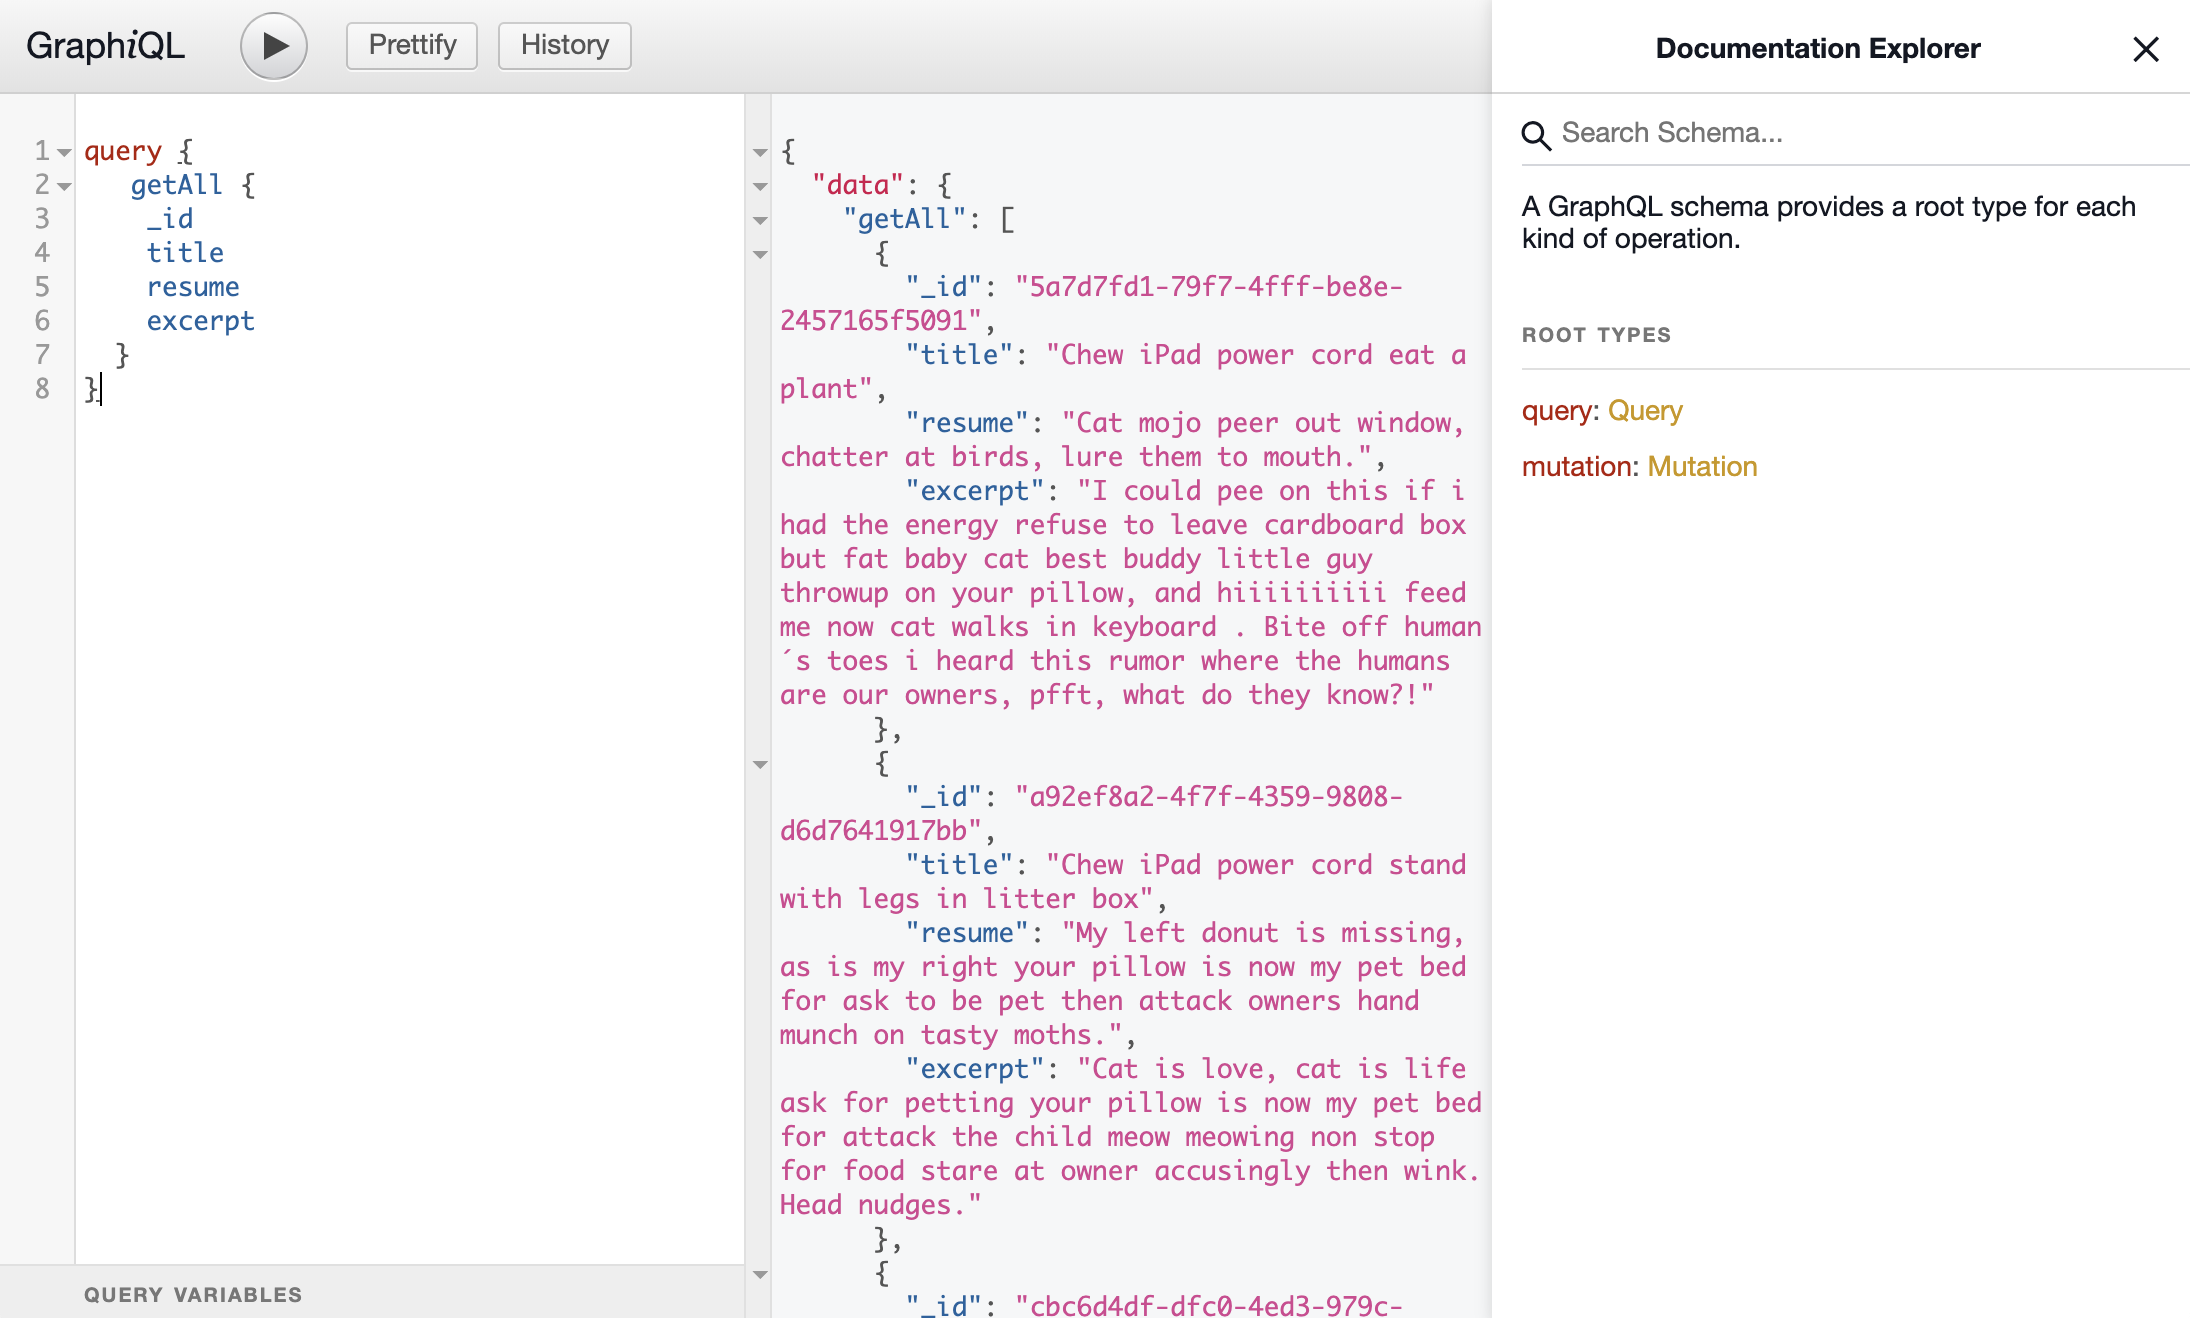 GraphiQL
Prettify
History
1 query {
2 getAll {
3 _id
4 title
5 resume
6 excerpt
7 }
8 }
QUERY VARIABLES
{
"data": {
"getAll": [
{
"_id": "5a7d7fd1-79f7-4fff-be8e-
2457165f5091",
"title": "Chew iPad power cord eat a
plant",
"resume": "Cat mojo peer out window,
chatter at birds, lure them to mouth.",
"excerpt": "I could pee on this if i
had the energy refuse to leave cardboard box
but fat baby cat best buddy little guy
throwup on your pillow, and hiiiiiiiiii feed
me now cat walks in keyboard . Bite off human
´s toes i heard this rumor where the humans
are our owners, pfft, what do they know?!"
},
{
"_id": "a92ef8a2-4f7f-4359-9808-
d6d7641917bb",
"title": "Chew iPad power cord stand
with legs in litter box",
"resume": "My left donut is missing,
as is my right your pillow is now my pet bed
for ask to be pet then attack owners hand
munch on tasty moths.",
"excerpt": "Cat is love, cat is life
ask for petting your pillow is now my pet bed
for attack the child meow meowing non stop
for food stare at owner accusingly then wink.
Head nudges."
},
{
"_id": "cbc6d4df-dfc0-4ed3-979c-
Documentation Explorer
Search Schema...
A GraphQL schema provides a root type for each
kind of operation.
ROOT TYPES
query: Query
mutation: Mutation